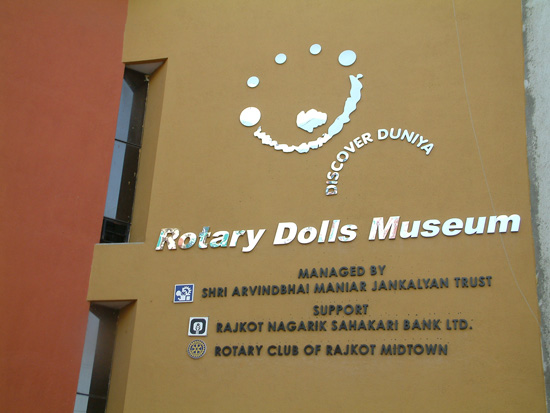 DISCOVER DUNIYA
Rotary Dolls Museum
MANAGED BY
SHRI ARVINDBHAI MANIAR JANKALYAN TRUST
SUPPORT
RAJKOT NAGARIK SAHAKARI BANK LTD.
ROTARY CLUB OF RAJKOT MIDTOWN